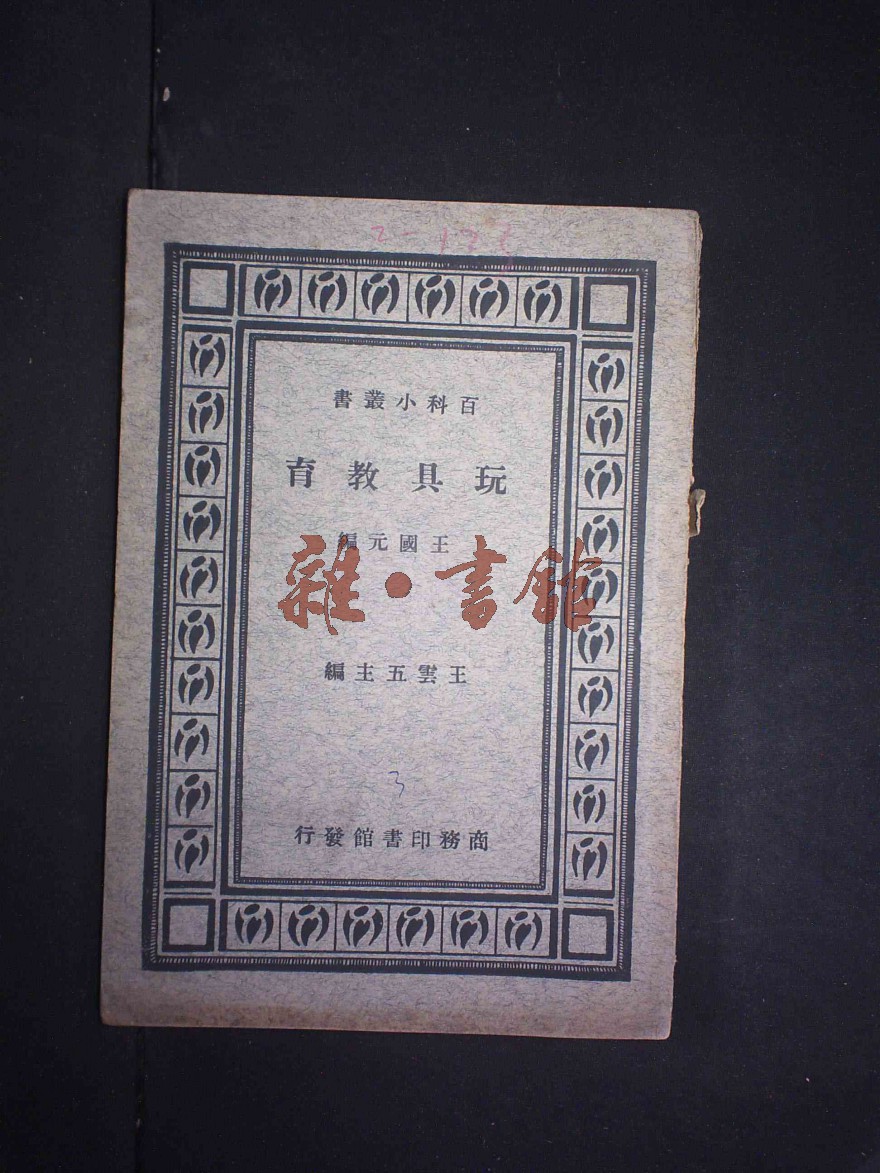 百科小叢書
玩具教育
王國元編
雜·書館
王雲五主編
3
商務印書館發行